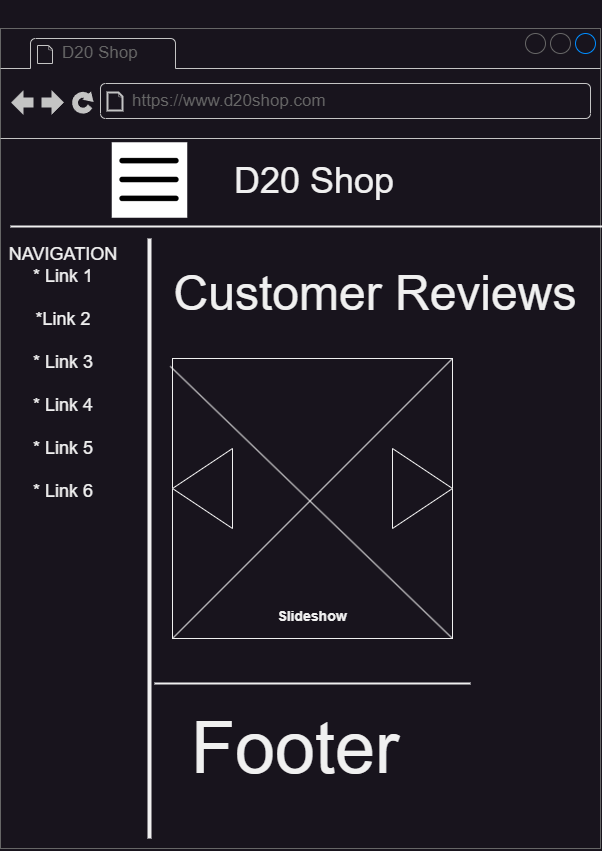 D20 Shop
https://www.d20shop.com
D20 Shop
NAVIGATION
* Link 1
*Link 2
* Link 3
* Link 4
* Link 5
* Link 6
Customer Reviews
Slideshow
Footer